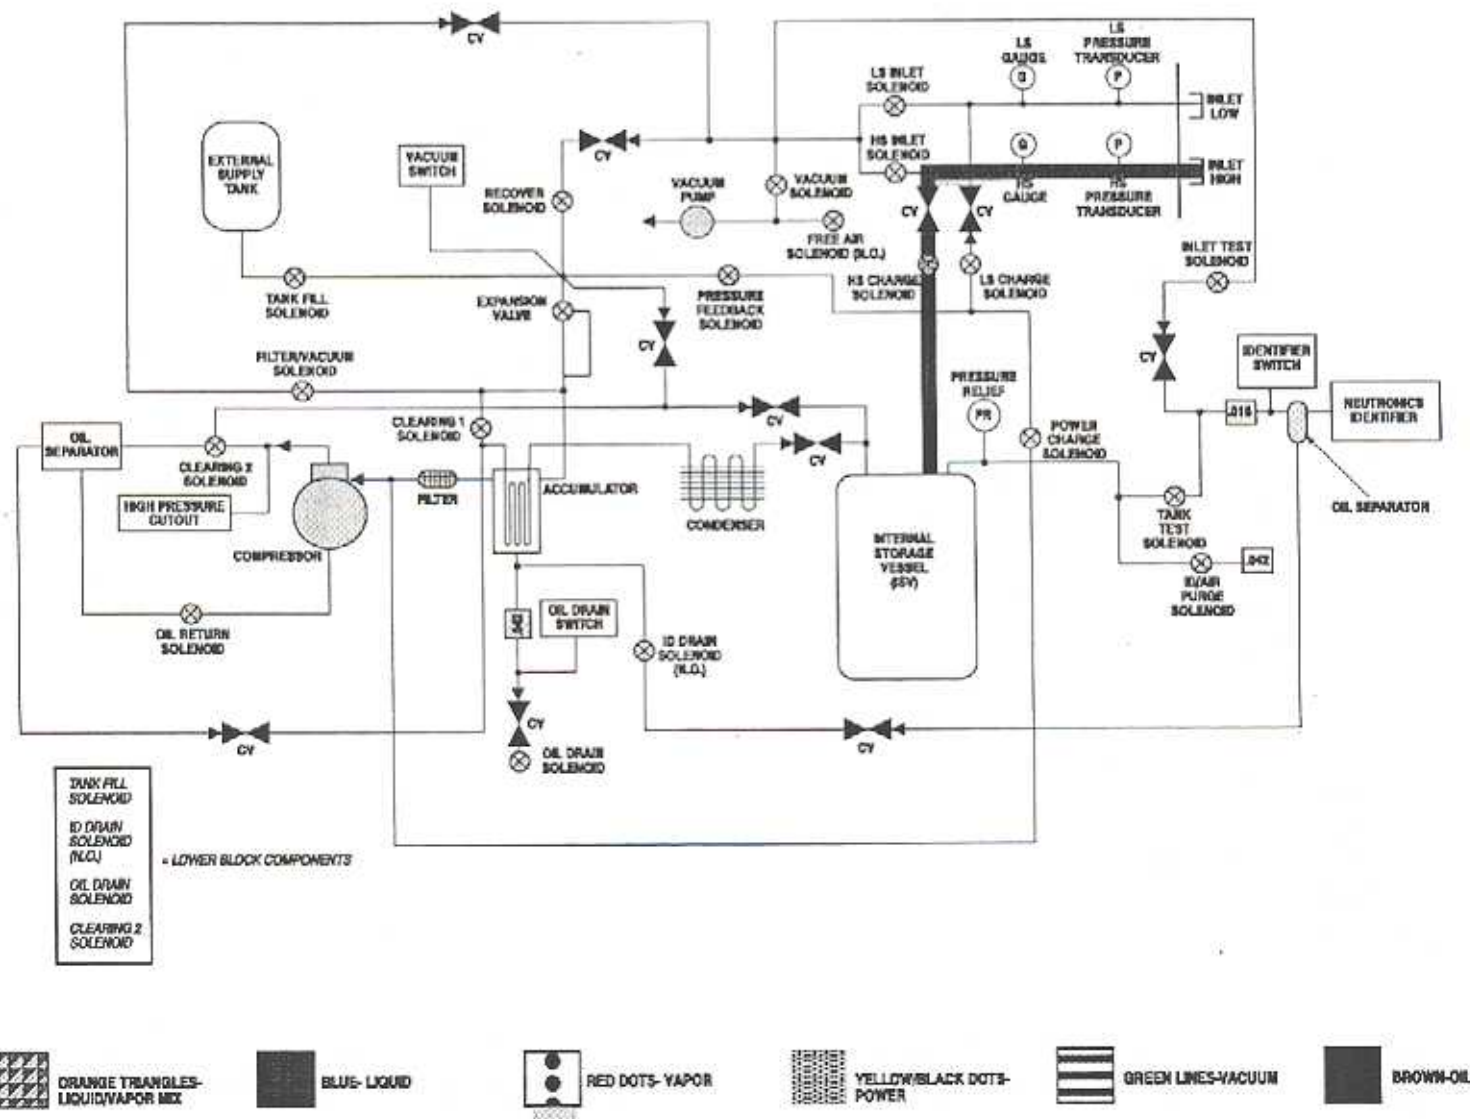 CV
LS
GAUGE
LS
PRESSURE
TRANSDUCER
LS INLET
SOLENOID
INLET
LOW
EXTERNAL
SUPPLY
TANK
VACUUM
SWITCH
CV
HS INLET
SOLENOID
G
P
G
P
INLET
HIGH
RECOVER
SOLENOID
VACUUM
PUMP
VACUUM
SOLENOID
HS
GAUGE
HS
PRESSURE
TRANSDUCER
CV
CV
FREE AIR
SOLENOID (N.O.)
INLET TEST
SOLENOID
TANK FILL
SOLENOID
EXPANSION
VALVE
PRESSURE
FEEDBACK
SOLENOID
HS CHARGE
SOLENOID
LS CHARGE
SOLENOID
CV
CV
IDENTIFIER
SWITCH
FILTER/VACUUM
SOLENOID
PRESSURE
RELIEF
PR
CLEARING 1
SOLENOID
CV
.016
NEUTRONICS
IDENTIFIER
OIL
SEPARATOR
CLEARING 2
SOLENOID
CV
POWER
CHARGE
SOLENOID
HIGH PRESSURE
CUTOUT
FILTER
ACCUMULATOR
CONDENSER
OIL SEPARATOR
COMPRESSOR
INTERNAL
STORAGE
VESSEL
(ISV)
TANK
TEST
SOLENOID
.042
ID/AIR
PURGE
SOLENOID
OIL RETURN
SOLENOID
.042
OIL DRAIN
SWITCH
ID DRAIN
SOLENOID
(N.O.)
CV
CV
CV
OIL DRAIN
SOLENOID
TANK FILL
SOLENOID
ID DRAIN
SOLENOID
(N.O.)
OIL DRAIN
SOLENOID
CLEARING 2
SOLENOID
= LOWER BLOCK COMPONENTS
ORANGE TRIANGLES-
LIQUID/VAPOR MIX
BLUE- LIQUID
RED DOTS- VAPOR
YELLOW/BLACK DOTS-
POWER
GREEN LINES-VACUUM
BROWN-OIL